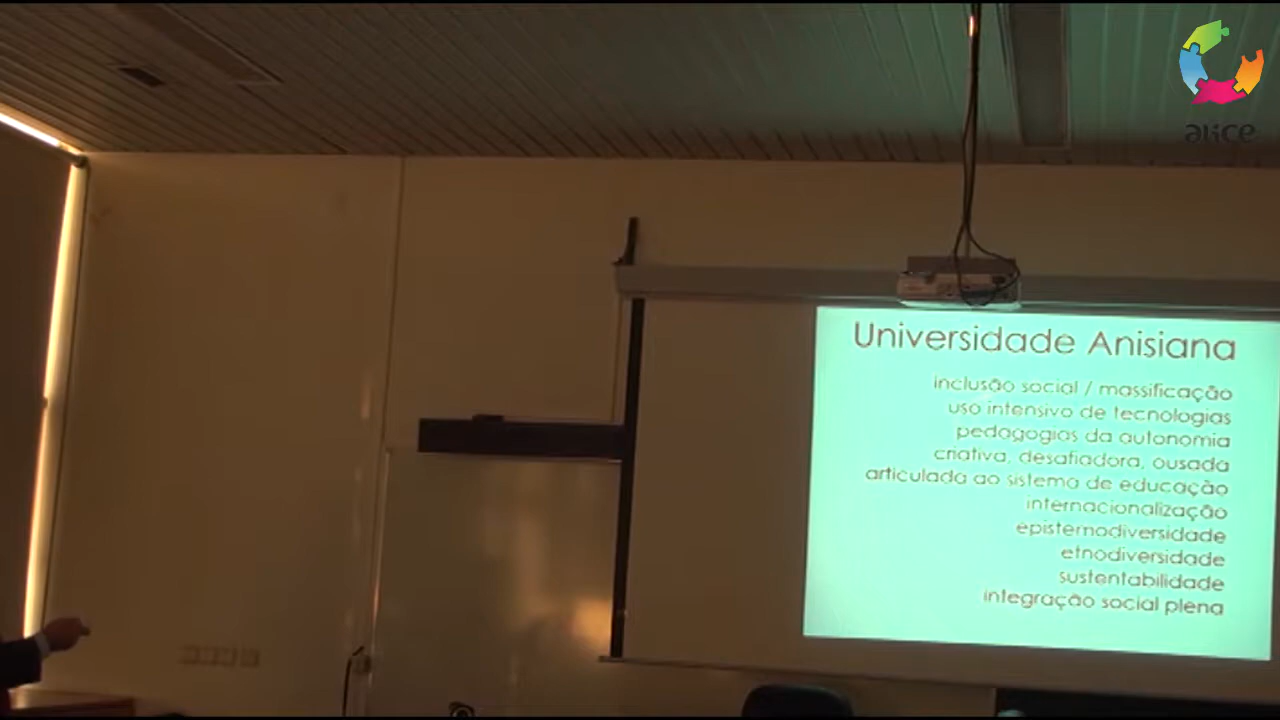 alice
Universidade Anisiana
inclusão social / massificação
uso intensivo de tecnologias
pedagogias da autonomia
criativa, desafiadora, ousada
articulada ao sistema de educação
internacionalização
epistemodiversidade
etnodiversidade
sustentabilidade
integração social plena